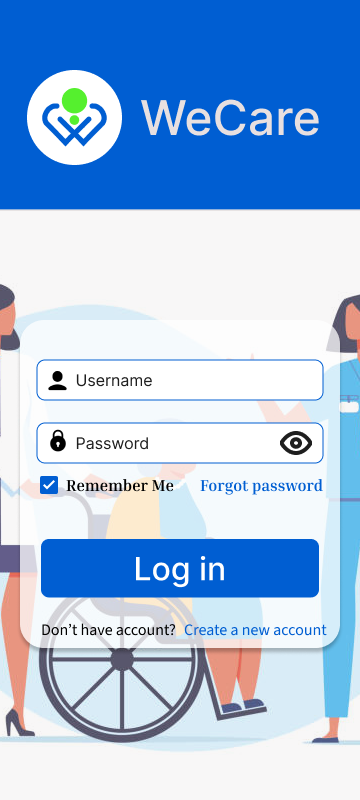 WeCare
Username
Password
Remember Me Forgot password
Log in
Don't have account? Create a new account